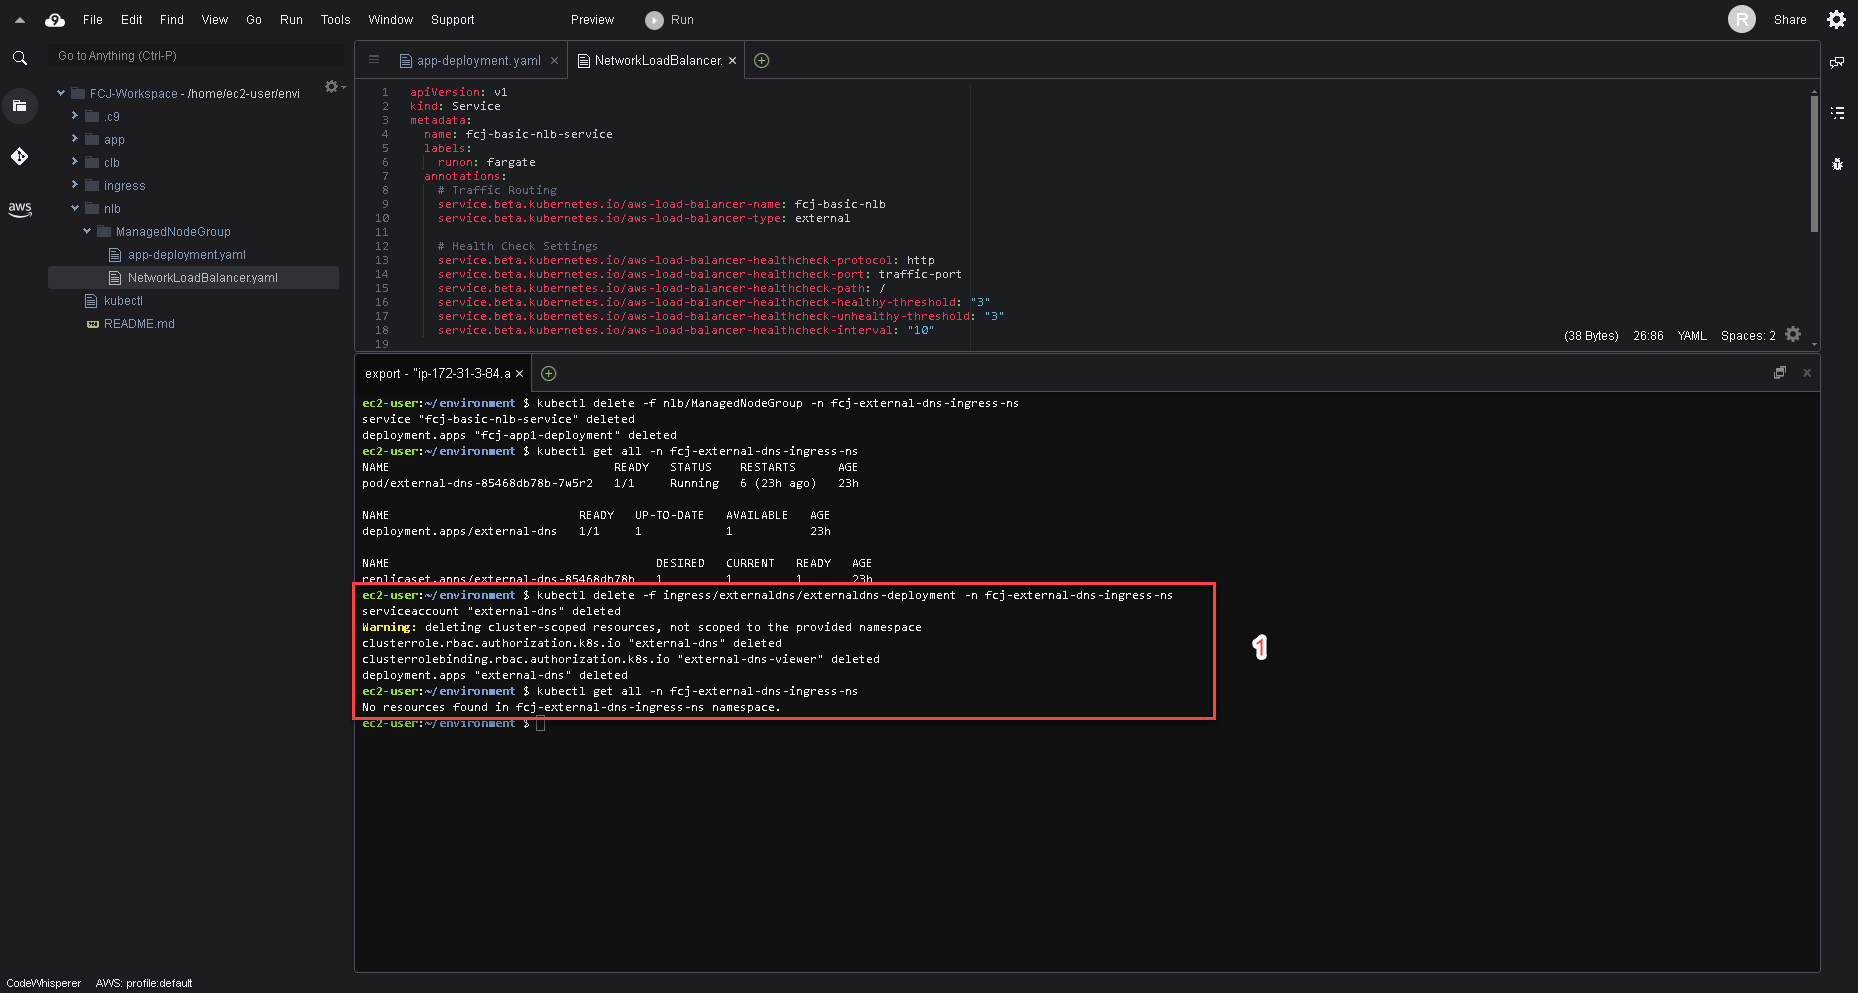 File Edit Find View Go Run Tools Window Support Preview Run R Share
Go to Anything (Ctrl-P)
aws
FCJ-Workspace - /home/ec2-user/envi
.c9
app
clb
ingress
nlb
ManagedNodeGroup
app-deployment.yaml
NetworkLoadBalancer.yaml
kubectl
README.md
app-deployment.yaml NetworkLoadBalancer.
1 apiVersion: v1
2 kind: Service
3 metadata:
4 name: fcj-basic-nlb-service
5 labels:
6 runon: fargate
7 annotations:
8 # Traffic Routing
9 service.beta.kubernetes.io/aws-load-balancer-name: fcj-basic-nlb
10 service.beta.kubernetes.io/aws-load-balancer-type: external
11
12 # Health Check Settings
13 service.beta.kubernetes.io/aws-load-balancer-healthcheck-protocol: http
14 service.beta.kubernetes.io/aws-load-balancer-healthcheck-port: traffic-port
15 service.beta.kubernetes.io/aws-load-balancer-healthcheck-path: /
16 service.beta.kubernetes.io/aws-load-balancer-healthcheck-healthy-threshold: "3"
17 service.beta.kubernetes.io/aws-load-balancer-healthcheck-unhealthy-threshold: "3"
18 service.beta.kubernetes.io/aws-load-balancer-healthcheck-interval: "10"
19
(38 Bytes) 26:86 YAML Spaces: 2
export - "ip-172-31-3-84.a
ec2-user:~/environment $ kubectl delete -f nlb/ManagedNodeGroup -n fcj-external-dns-ingress-ns
service "fcj-basic-nlb-service" deleted
deployment.apps "fcj-app1-deployment" deleted
ec2-user:~/environment $ kubectl get all -n fcj-external-dns-ingress-ns
NAME READY STATUS RESTARTS AGE
pod/external-dns-85468db78b-7w5r2 1/1 Running 6 (23h ago) 23h
NAME READY UP-TO-DATE AVAILABLE AGE
deployment.apps/external-dns 1/1 1 1 23h
NAME DESIRED CURRENT READY AGE
replicaset.apps/external-dns-85468db78b 1 1 1 23h
ec2-user:~/environment $ kubectl delete -f ingress/externaldns/externaldns-deployment -n fcj-external-dns-ingress-ns
serviceaccount "external-dns" deleted
Warning: deleting cluster-scoped resources, not scoped to the provided namespace
clusterrole.rbac.authorization.k8s.io "external-dns" deleted
clusterrolebinding.rbac.authorization.k8s.io "external-dns-viewer" deleted
deployment.apps "external-dns" deleted
ec2-user:~/environment $ kubectl get all -n fcj-external-dns-ingress-ns
No resources found in fcj-external-dns-ingress-ns namespace.
ec2-user:~/environment $
1
CodeWhisperer AWS: profile:default